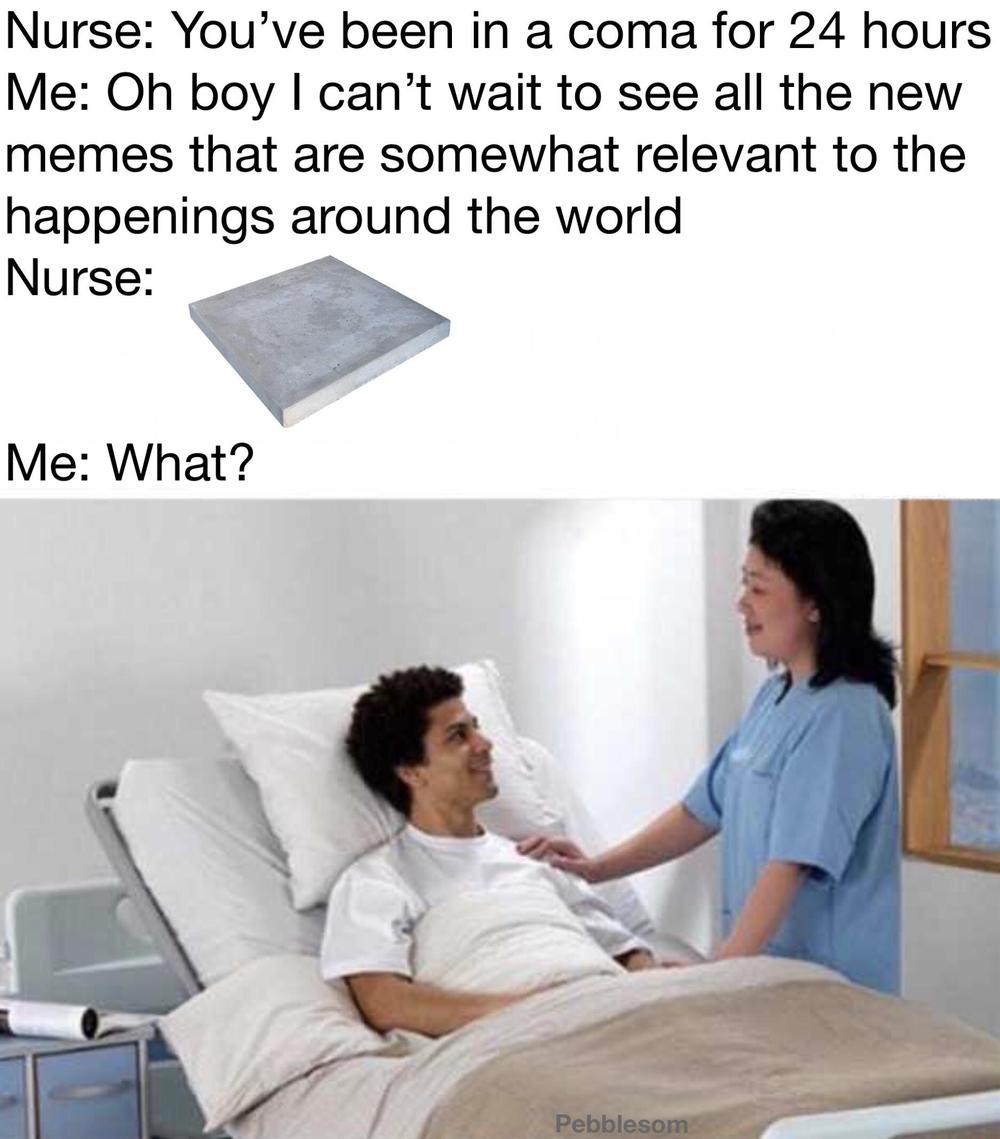 Nurse: You’ve been in a coma for 24 hours
Me: Oh boy I can’t wait to see all the new
memes that are somewhat relevant to the
happenings around the world
Nurse:
Me: What?
Pebblesom